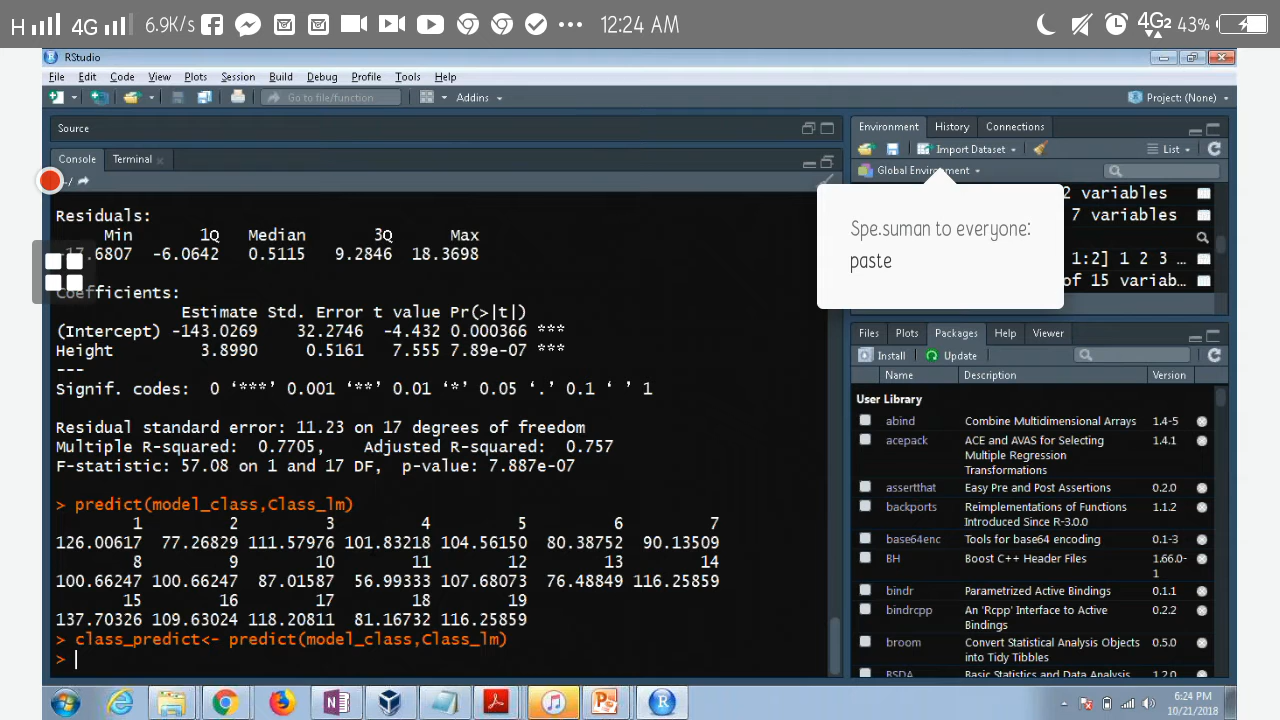 H 4G 6.9K/s 12:24 AM 4G2 43%
RStudio
File Edit Code View Plots Session Build Debug Profile Tools Help
Go to file/function Addins Project: (None)
Source
Console Terminal
~/
Residuals:
Min 1Q Median 3Q Max
17.6807 -6.0642 0.5115 9.2846 18.3698
Coefficients:
Estimate Std. Error t value Pr(>|t|)
(Intercept) -143.0269 32.2746 -4.432 0.000366 ***
Height 3.8990 0.5161 7.555 7.89e-07 ***
---
Signif. codes: 0 ‘***’ 0.001 ‘**’ 0.01 ‘*’ 0.05 ‘.’ 0.1 ‘ ’ 1
Residual standard error: 11.23 on 17 degrees of freedom
Multiple R-squared: 0.7705, Adjusted R-squared: 0.757
F-statistic: 57.08 on 1 and 17 DF, p-value: 7.887e-07
> predict(model_class,Class_lm)
1 2 3 4 5 6 7
126.00617 77.26829 111.57976 101.83218 104.56150 80.38752 90.13509
8 9 10 11 12 13 14
100.66247 100.66247 87.01587 56.99333 107.68073 76.48849 116.25859
15 16 17 18 19
137.70326 109.63024 118.20811 81.16732 116.25859
> class_predict<- predict(model_class,Class_lm)
>
Environment History Connections
Import Dataset List
Global Environment
2 variables
7 variables
1:2] 1 2 3 ...
of 15 variab...
Spe.suman to everyone:
paste
Files Plots Packages Help Viewer
Install Update
Name Description Version
User Library
abind Combine Multidimensional Arrays 1.4-5
acepack ACE and AVAS for Selecting 1.4.1
Multiple Regression
Transformations
assertthat Easy Pre and Post Assertions 0.2.0
backports Reimplementations of Functions 1.1.2
Introduced Since R-3.0.0
base64enc Tools for base64 encoding 0.1-3
BH Boost C++ Header Files 1.66.0-
1
bindr Parametrized Active Bindings 0.1.1
bindrcpp An 'Rcpp' Interface to Active 0.2.2
Bindings
broom Convert Statistical Analysis Objects 0.5.0
into Tidy Tibbles
BSDA Basic Statistics and Data Analysis 1.2.0
6:24 PM
10/21/2018